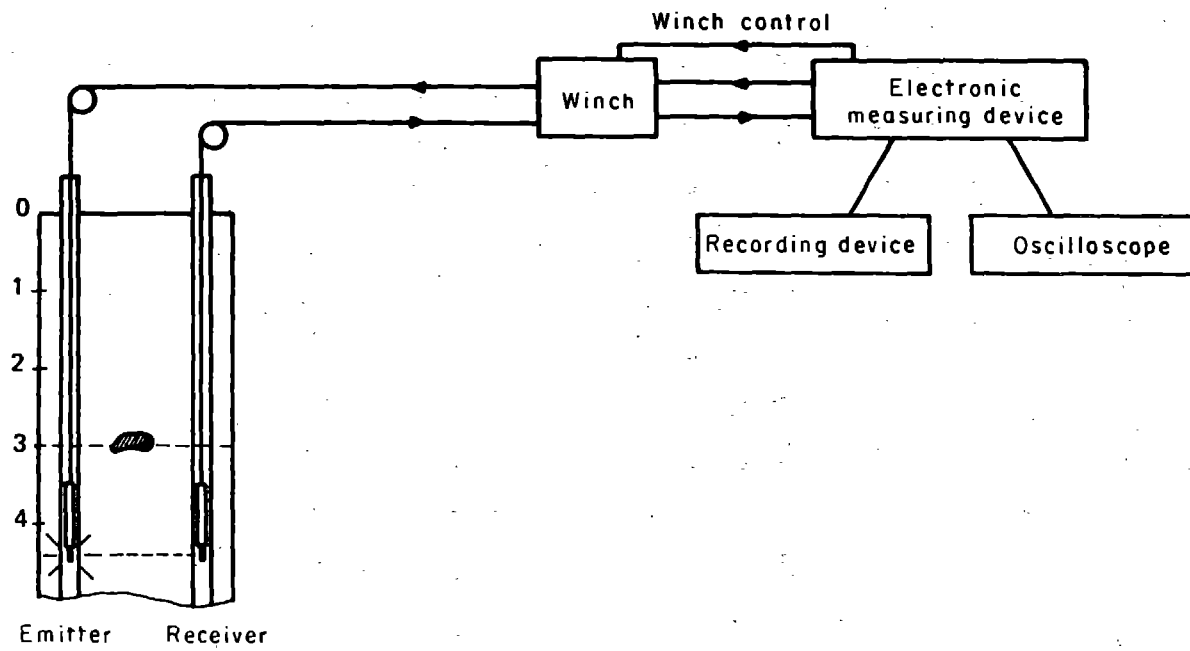 Winch control
Winch
Electronic
measuring device
Recording device
Oscilloscope
0
1
2
3
4
Emitter
Receiver